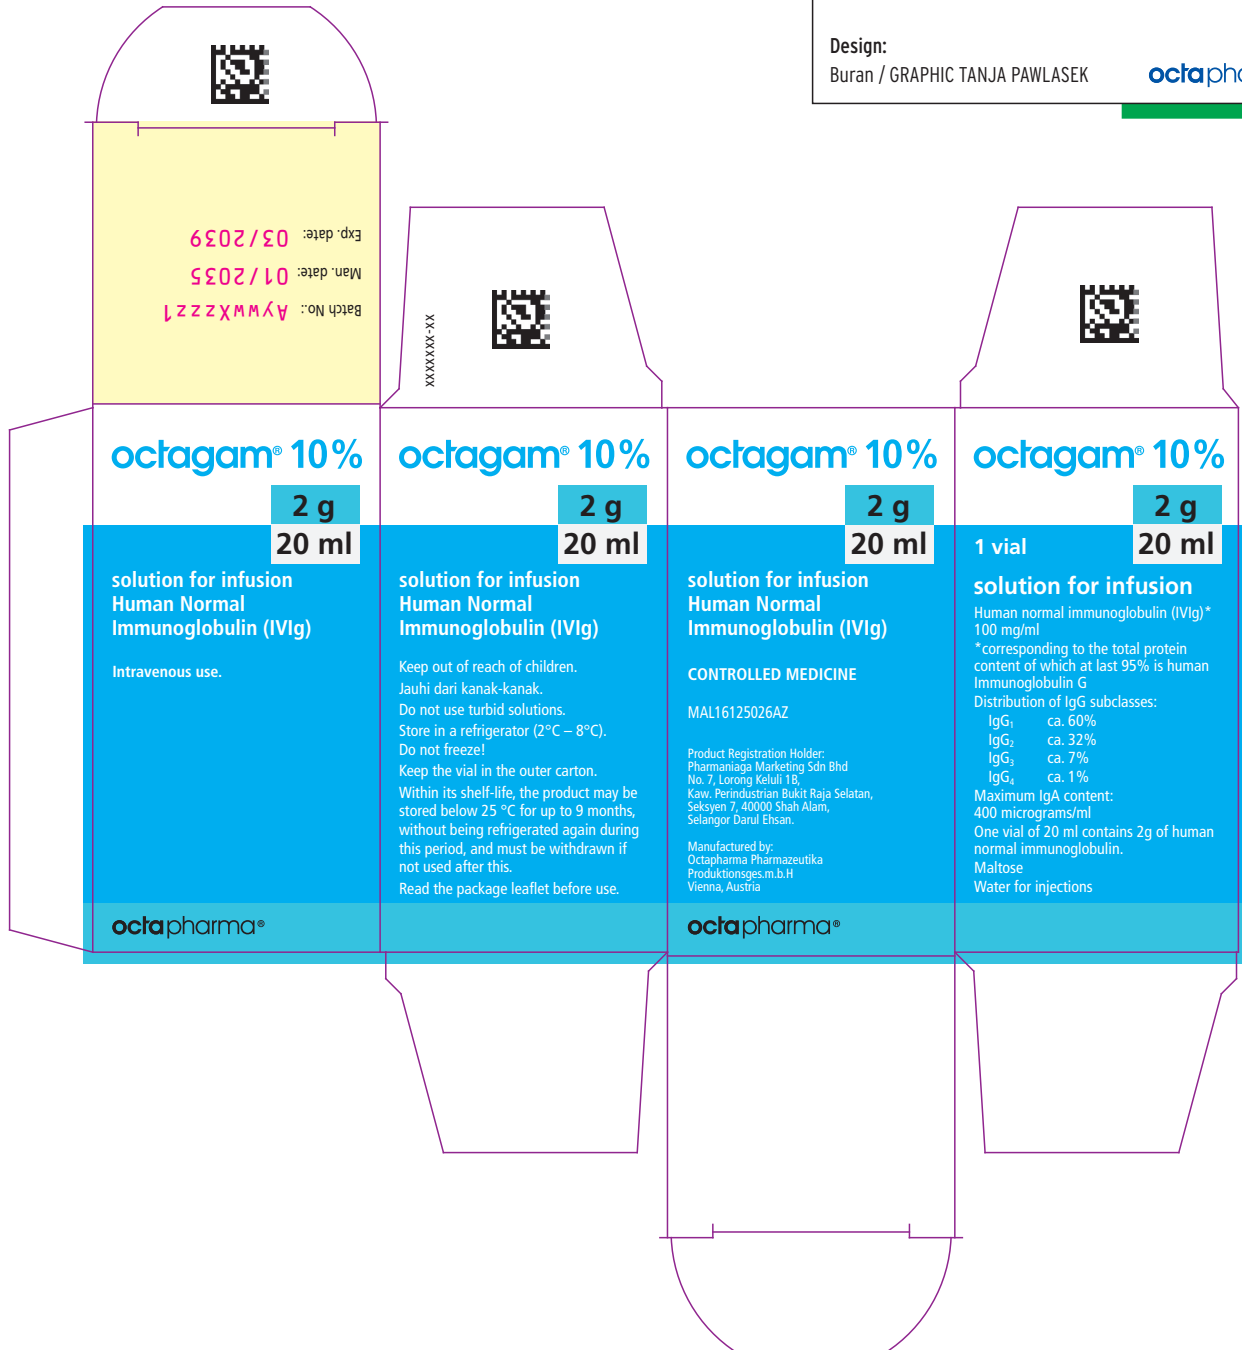 Design:
Buran / GRAPHIC TANJA PAWLASEK
octapha
Exp. date: 03/2039
Man. date: 01/2035
Batch No.: AywwXzzz1
XXXXXXX-XX
octagam® 10%
2 g
20 ml
solution for infusion
Human Normal
Immunoglobulin (IVIg)
Intravenous use.
octapharma®
octagam® 10%
2 g
20 ml
solution for infusion
Human Normal
Immunoglobulin (IVIg)
Keep out of reach of children.
Jauhi dari kanak-kanak.
Do not use turbid solutions.
Store in a refrigerator (2°C – 8°C).
Do not freeze!
Keep the vial in the outer carton.
Within its shelf-life, the product may be
stored below 25 °C for up to 9 months,
without being refrigerated again during
this period, and must be withdrawn if
not used after this.
Read the package leaflet before use.
octagam® 10%
2 g
20 ml
solution for infusion
Human Normal
Immunoglobulin (IVIg)
CONTROLLED MEDICINE
MAL16125026AZ
Product Registration Holder:
Pharmaniaga Marketing Sdn Bhd
No. 7, Lorong Keluli 1B,
Kaw. Perindustrian Bukit Raja Selatan,
Seksyen 7, 40000 Shah Alam,
Selangor Darul Ehsan.
Manufactured by:
Octapharma Pharmazeutika
Produktionsges.m.b.H
Vienna, Austria
octapharma®
octagam® 10%
2 g
1 vial
20 ml
solution for infusion
Human normal immunoglobulin (IVIg)*
100 mg/ml
*corresponding to the total protein
content of which at last 95% is human
Immunoglobulin G
Distribution of IgG subclasses:
IgG₁ ca. 60%
IgG₂ ca. 32%
IgG₃ ca. 7%
IgG₄ ca. 1%
Maximum IgA content:
400 micrograms/ml
One vial of 20 ml contains 2g of human
normal immunoglobulin.
Maltose
Water for injections